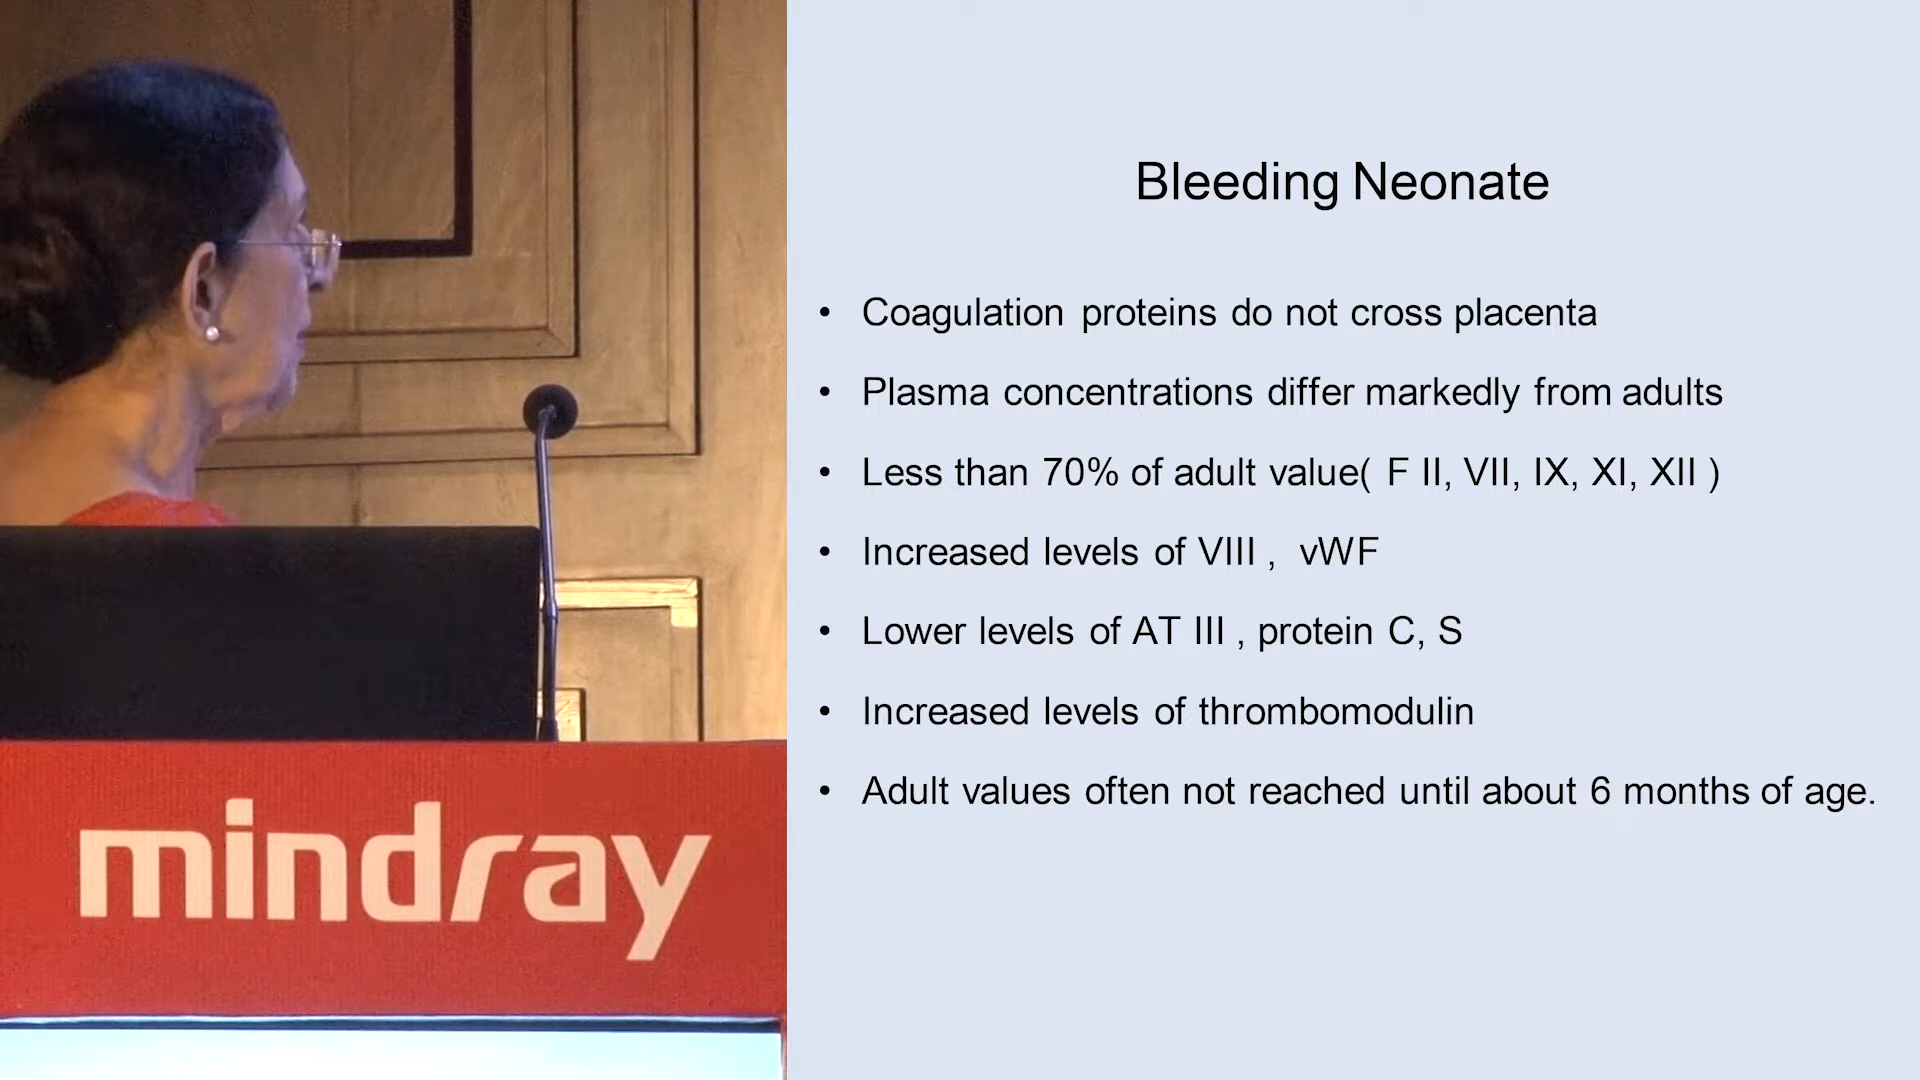 Bleeding Neonate
• Coagulation proteins do not cross placenta
• Plasma concentrations differ markedly from adults
• Less than 70% of adult value( F II, VII, IX, XI, XII )
• Increased levels of VIII , vWF
• Lower levels of AT III , protein C, S
• Increased levels of thrombomodulin
• Adult values often not reached until about 6 months of age.
mindray